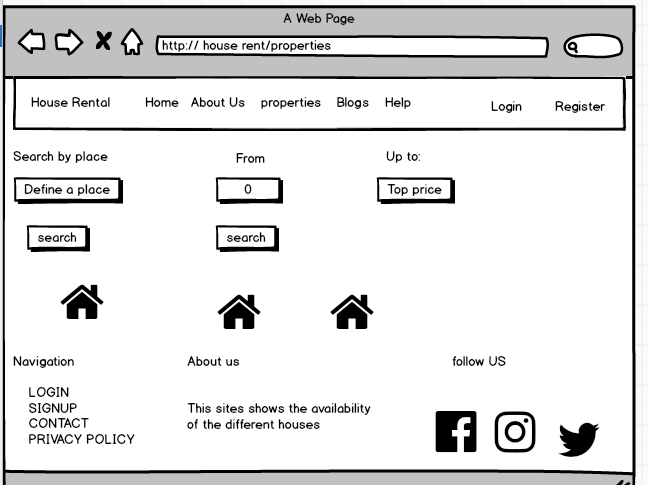 A Web Page
http:// house rent/properties
House Rental Home About Us properties Blogs Help Login Register
Search by place From Up to:
Define a place 0 Top price
search search
Navigation About us follow US
LOGIN
SIGNUP
CONTACT
PRIVACY POLICY
This sites shows the availability
of the different houses